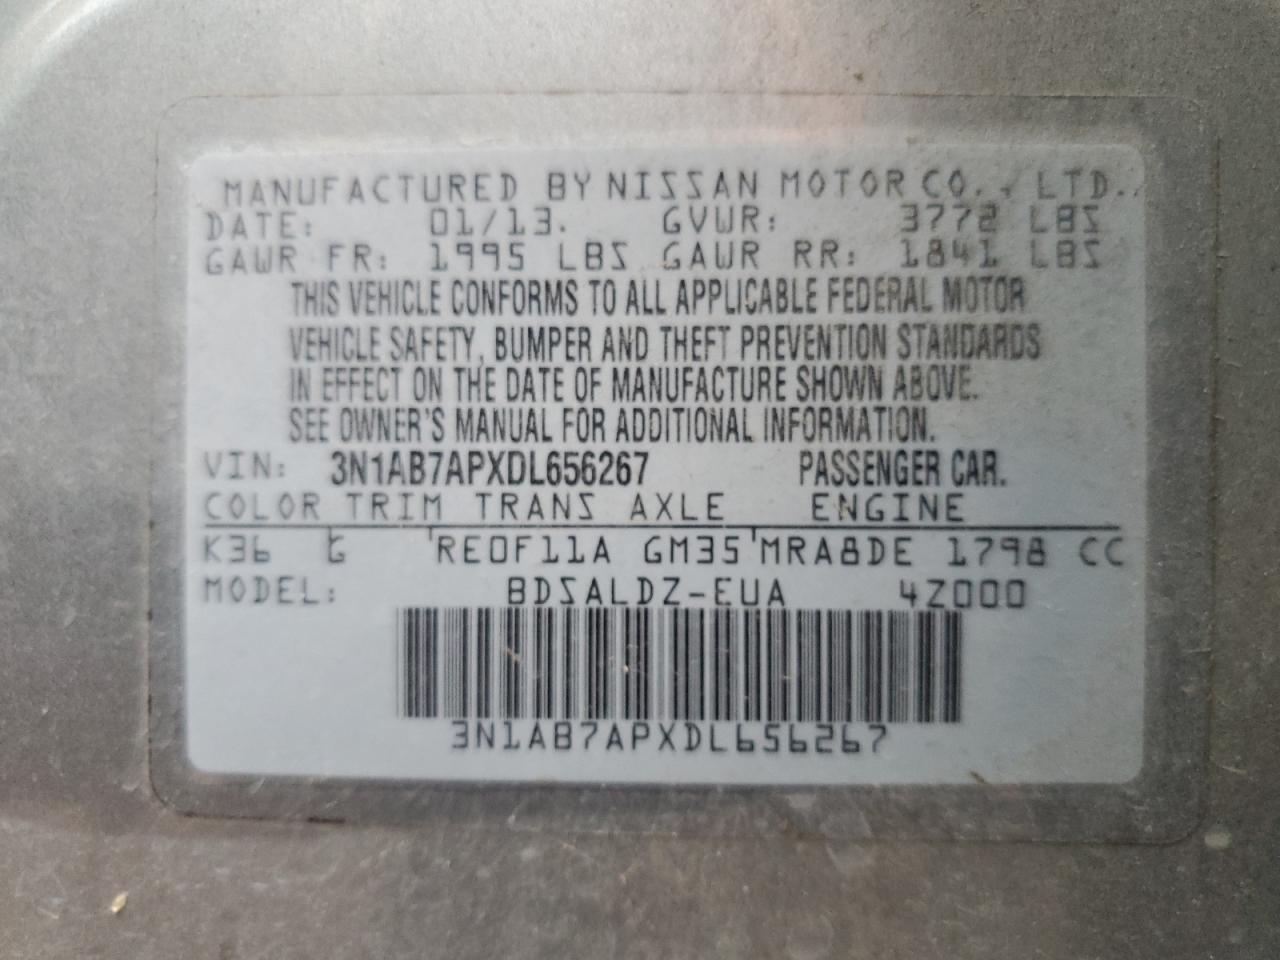 MANUFACTURED BY NISSAN MOTOR CO., LTD.
DATE: 01/13. GVWR: 3772 LBS
GAWR FR: 1995 LBS GAWR RR: 1841 LBS
THIS VEHICLE CONFORMS TO ALL APPLICABLE FEDERAL MOTOR
VEHICLE SAFETY, BUMPER AND THEFT PREVENTION STANDARDS
IN EFFECT ON THE DATE OF MANUFACTURE SHOWN ABOVE.
SEE OWNER'S MANUAL FOR ADDITIONAL INFORMATION.
VIN: 3N1AB7APXDL656267 PASSENGER CAR.
COLOR TRIM TRANS AXLE ENGINE
K36 G RE0F11A GM35 MRA8DE 1798 CC
MODEL: BDSALDZ-EUA 4Z000
3N1AB7APXDL656267